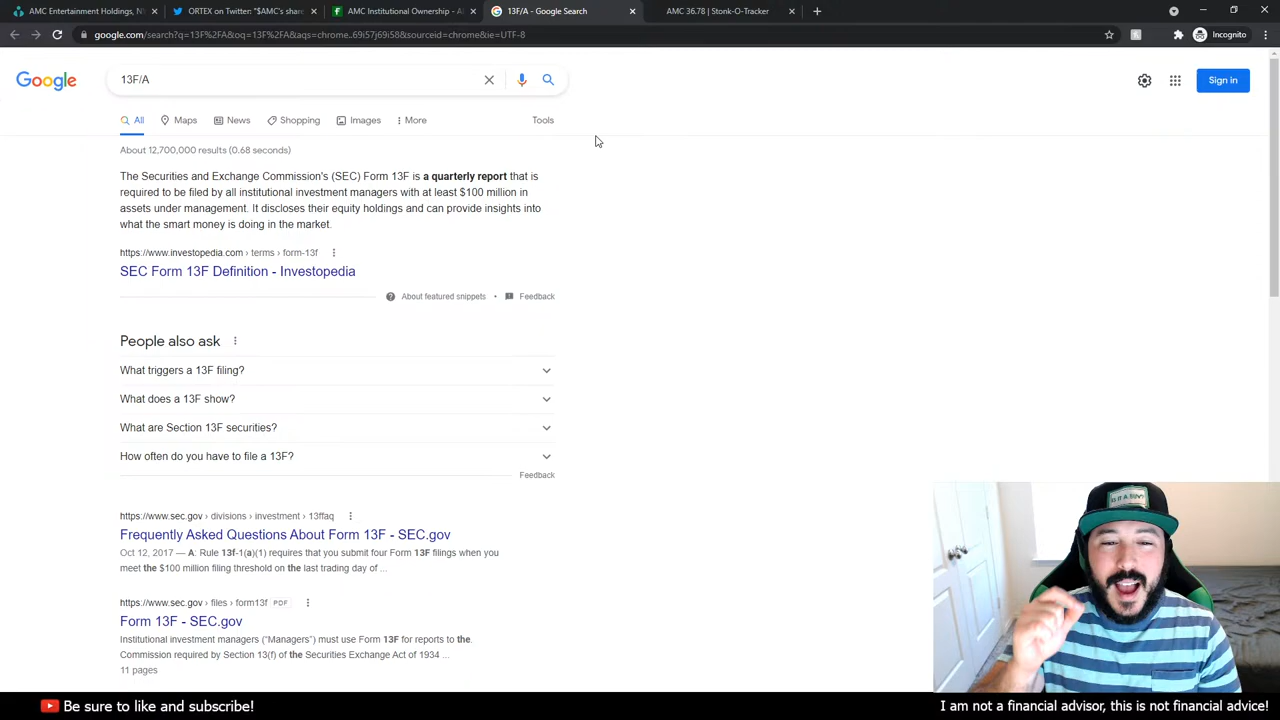 AMC Entertainment Holdings, NY
ORTEX on Twitter: "$AMC's share
AMC Institutional Ownership - A
13F/A - Google Search
AMC 36.78 | Stonk-O-Tracker
google.com/search?q=13F%2FA&oq=13F%2FA&aqs=chrome..69i57j69i58&sourceid=chrome&ie=UTF-8
Incognito
Google
13F/A
Sign in
All
Maps
News
Shopping
Images
More
Tools
About 12,700,000 results (0.68 seconds)
The Securities and Exchange Commission's (SEC) Form 13F is a quarterly report that is
required to be filed by all institutional investment managers with at least $100 million in
assets under management. It discloses their equity holdings and can provide insights into
what the smart money is doing in the market.
https://www.investopedia.com › terms › form-13f
SEC Form 13F Definition - Investopedia
About featured snippets • Feedback
People also ask
What triggers a 13F filing?
What does a 13F show?
What are Section 13F securities?
How often do you have to file a 13F?
Feedback
https://www.sec.gov › divisions › investment › 13ffaq
Frequently Asked Questions About Form 13F - SEC.gov
Oct 12, 2017 — A: Rule 13f-1(a)(1) requires that you submit four Form 13F filings when you
meet the $100 million filing threshold on the last trading day of ...
https://www.sec.gov › files › form13f PDF
Form 13F - SEC.gov
Institutional investment managers ("Managers") must use Form 13F for reports to the.
Commission required by Section 13(f) of the Securities Exchange Act of 1934 ...
11 pages
Be sure to like and subscribe!
I am not a financial advisor, this is not financial advice!